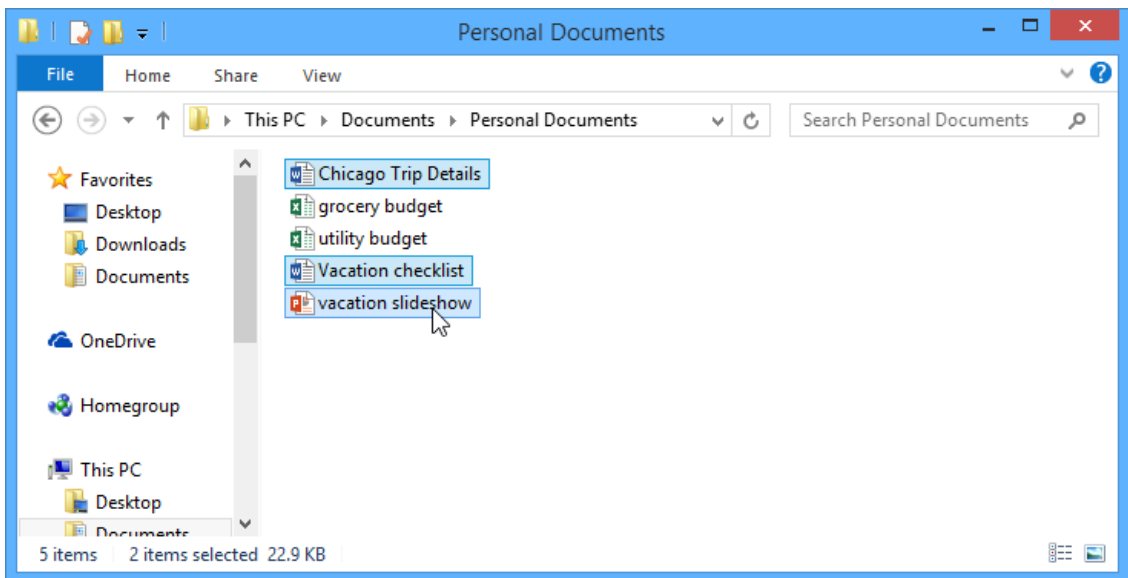 Personal Documents
File Home Share View
This PC Documents Personal Documents Search Personal Documents
Favorites
Desktop
Downloads
Documents
OneDrive
Homegroup
This PC
Desktop
Documents
Chicago Trip Details
grocery budget
utility budget
Vacation checklist
vacation slideshow
5 items 2 items selected 22.9 KB